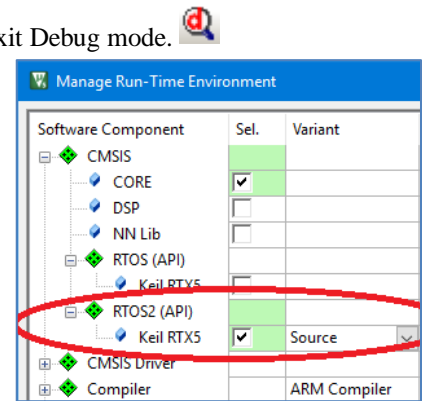 xit Debug mode.
Manage Run-Time Environment
Software Component Sel. Variant
CMSIS
CORE
DSP
NN Lib
RTOS (API)
Keil RTX5
RTOS2 (API)
Keil RTX5 Source
CMSIS Driver
Compiler ARM Compiler